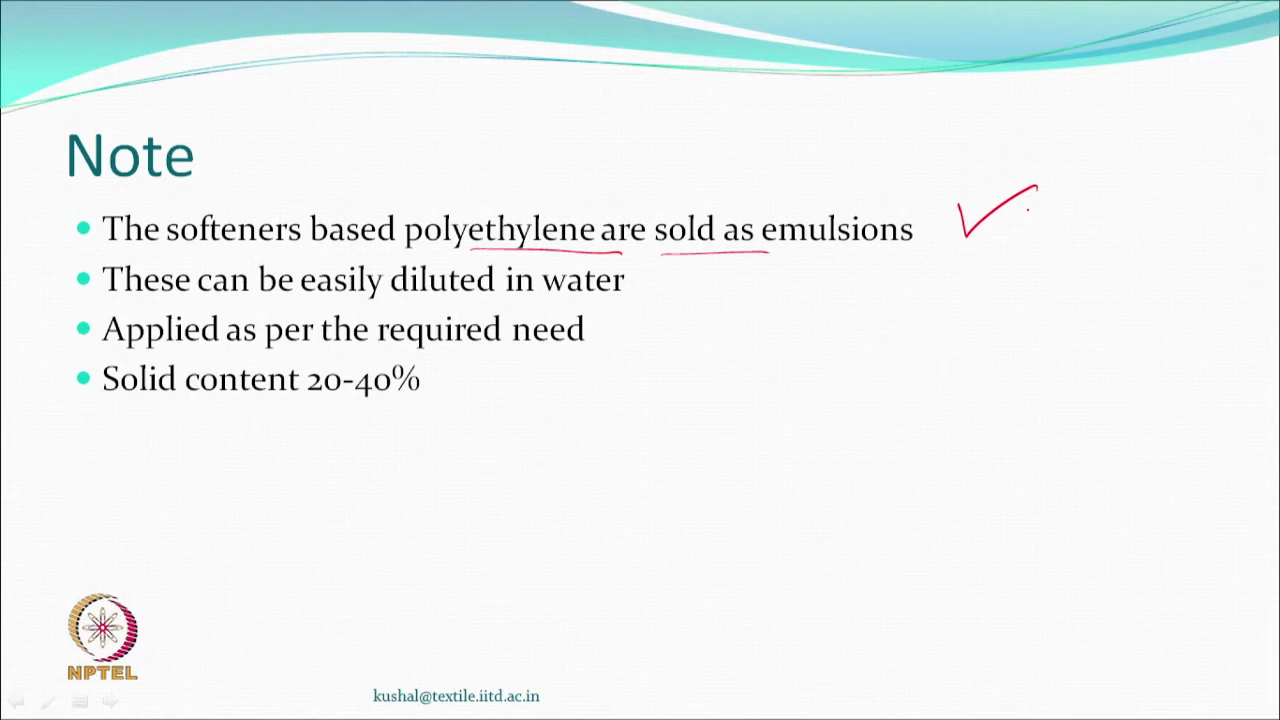 Note
The softeners based polyethylene are sold as emulsions
These can be easily diluted in water
Applied as per the required need
Solid content 20-40%
NPTEL
kushal@textile.iitd.ac.in